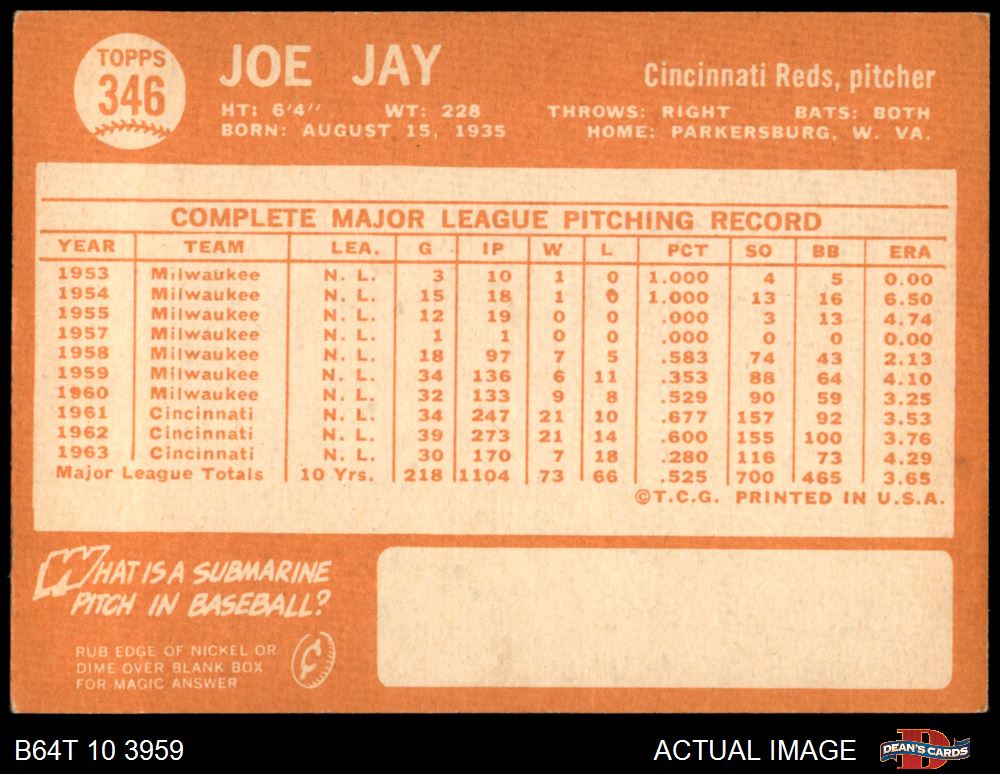 TOPPS
346
JOE JAY
Cincinnati Reds, pitcher
HT: 6'4'' WT: 228 THROWS: RIGHT BATS: BOTH
BORN: AUGUST 15, 1935 HOME: PARKERSBURG, W. VA.
COMPLETE MAJOR LEAGUE PITCHING RECORD
YEAR TEAM LEA. G IP W L PCT SO BB ERA
1953 Milwaukee N. L. 3 10 1 0 1.000 4 5 0.00
1954 Milwaukee N. L. 15 18 1 0 1.000 13 16 6.50
1955 Milwaukee N. L. 12 19 0 0 .000 3 13 4.74
1957 Milwaukee N. L. 1 1 0 0 .000 0 0 0.00
1958 Milwaukee N. L. 18 97 7 5 .583 74 43 2.13
1959 Milwaukee N. L. 34 136 6 11 .353 88 64 4.10
1960 Milwaukee N. L. 32 133 9 8 .529 90 59 3.25
1961 Cincinnati N. L. 34 247 21 10 .677 157 92 3.53
1962 Cincinnati N. L. 39 273 21 14 .600 155 100 3.76
1963 Cincinnati N. L. 30 170 7 18 .280 116 73 4.29
Major League Totals 10 Yrs. 218 1104 73 66 .525 700 465 3.65
©T.C.G. PRINTED IN U.S.A.
WHAT IS A SUBMARINE
PITCH IN BASEBALL?
RUB EDGE OF NICKEL OR
DIME OVER BLANK BOX
FOR MAGIC ANSWER
¢
B64T 10 3959 ACTUAL IMAGE
D
DEAN'S CARDS